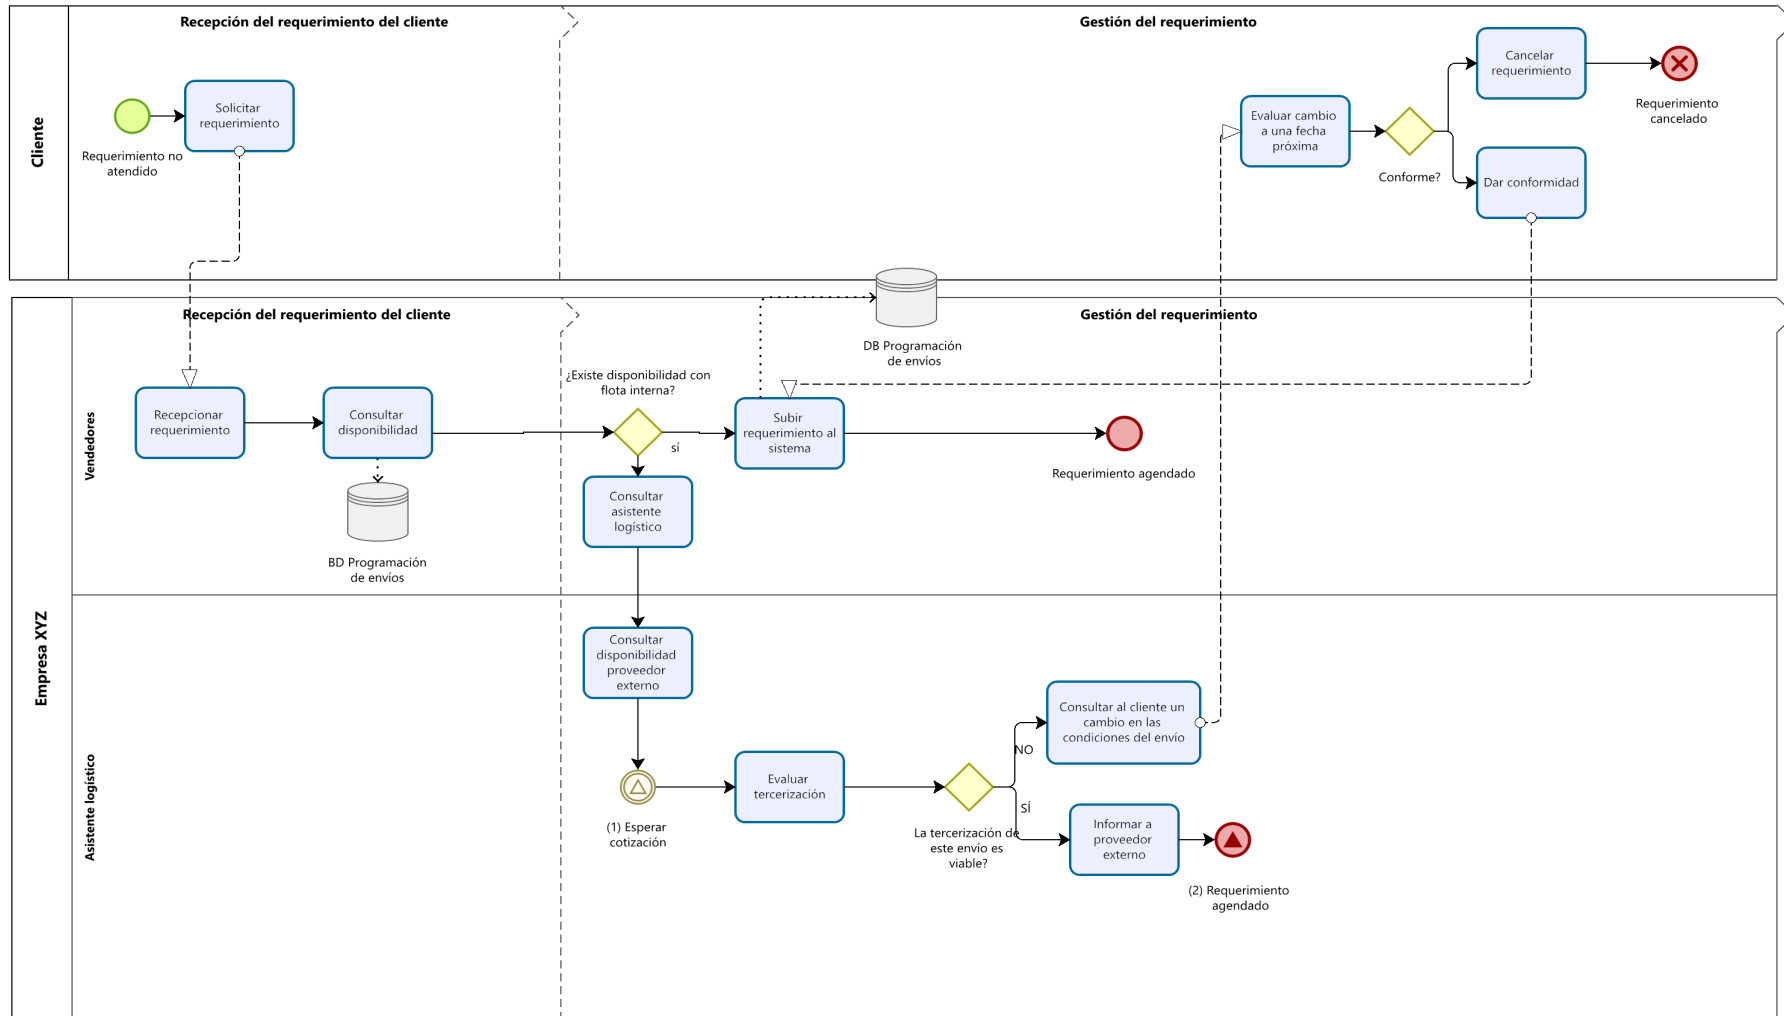 Recepción del requerimiento del cliente
Gestión del requerimiento
Cliente
Requerimiento no
atendido
Solicitar
requerimiento
Evaluar cambio
a una fecha
próxima
Conforme?
Cancelar
requerimiento
Requerimiento
cancelado
Dar conformidad
Empresa XYZ
Recepción del requerimiento del cliente
Gestión del requerimiento
Vendedores
Recepcionar
requerimiento
Consultar
disponibilidad
BD Programación
de envíos
¿Existe disponibilidad con
flota interna?
sí
Subir
requerimiento al
sistema
DB Programación
de envíos
Requerimiento agendado
Consultar
asistente
logístico
Asistente logístico
Consultar
disponibilidad
proveedor
externo
(1) Esperar
cotización
Evaluar
tercerización
La tercerización de
este envío es
viable?
NO
SÍ
Consultar al cliente un
cambio en las
condiciones del envío
Informar a
proveedor
externo
(2) Requerimiento
agendado